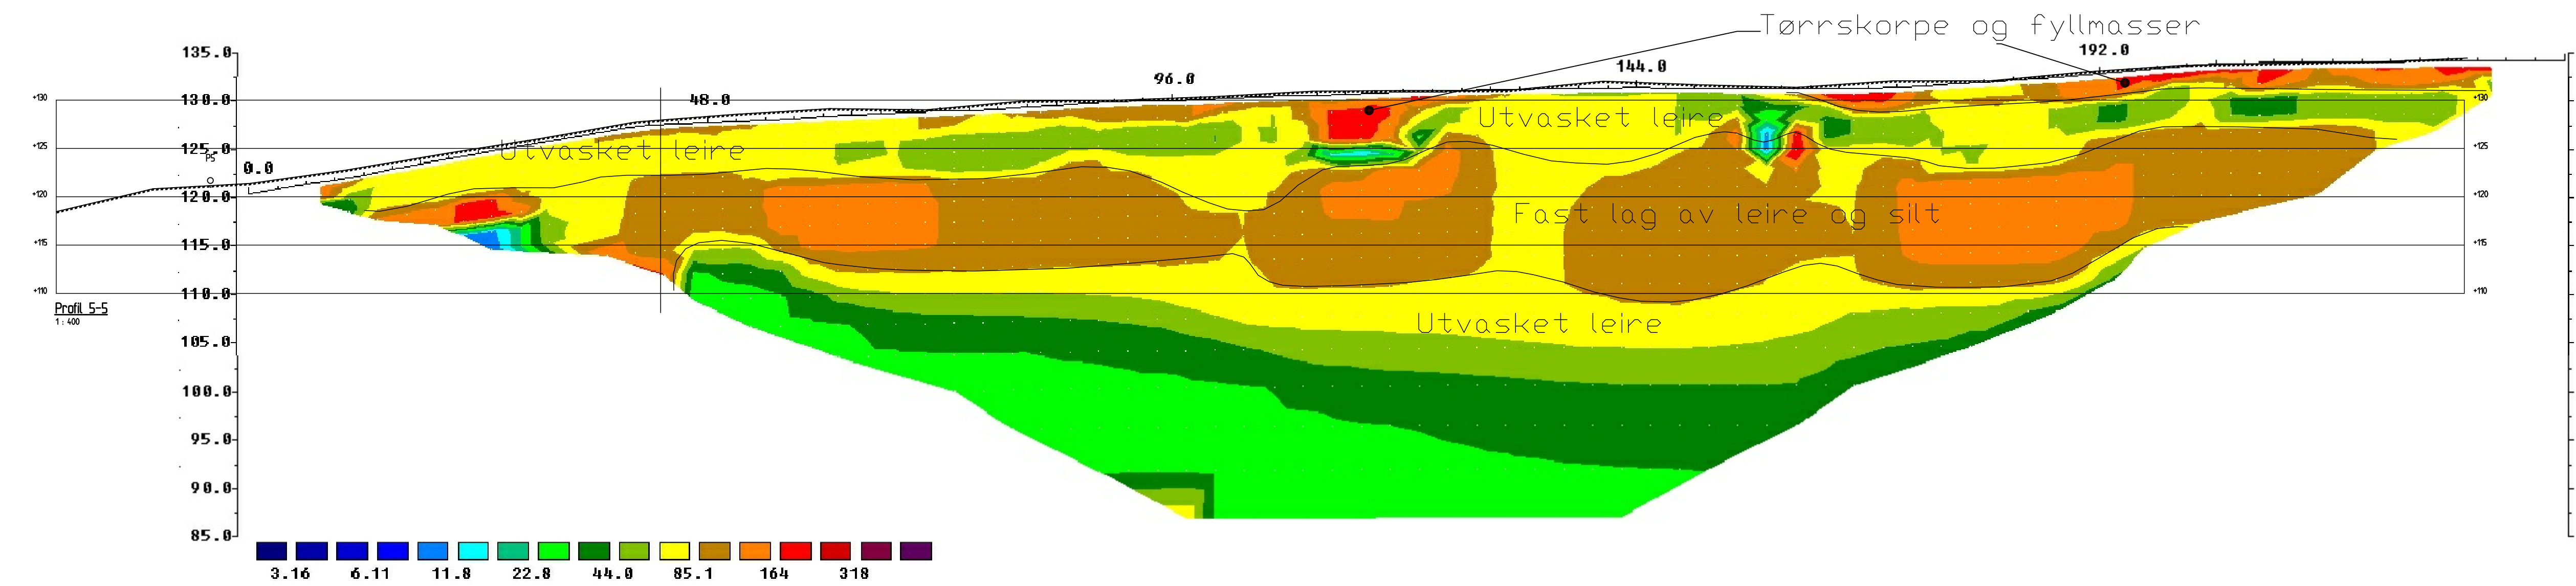 Tørrskorpe og fyllmasser
135.0
192.0
144.0
96.0
+130
130.0
48.0
+130
Utvasket leire
+125
125.0
Utvasket leire
+125
PS
0.0
+120
120.0
+120
Fast lag av leire og silt
+115
115.0
+115
+110
110.0
+110
Profil 5-5
1 : 400
Utvasket leire
105.0
100.0
95.0
90.0
85.0
3.16 6.11 11.8 22.8 44.0 85.1 164 318